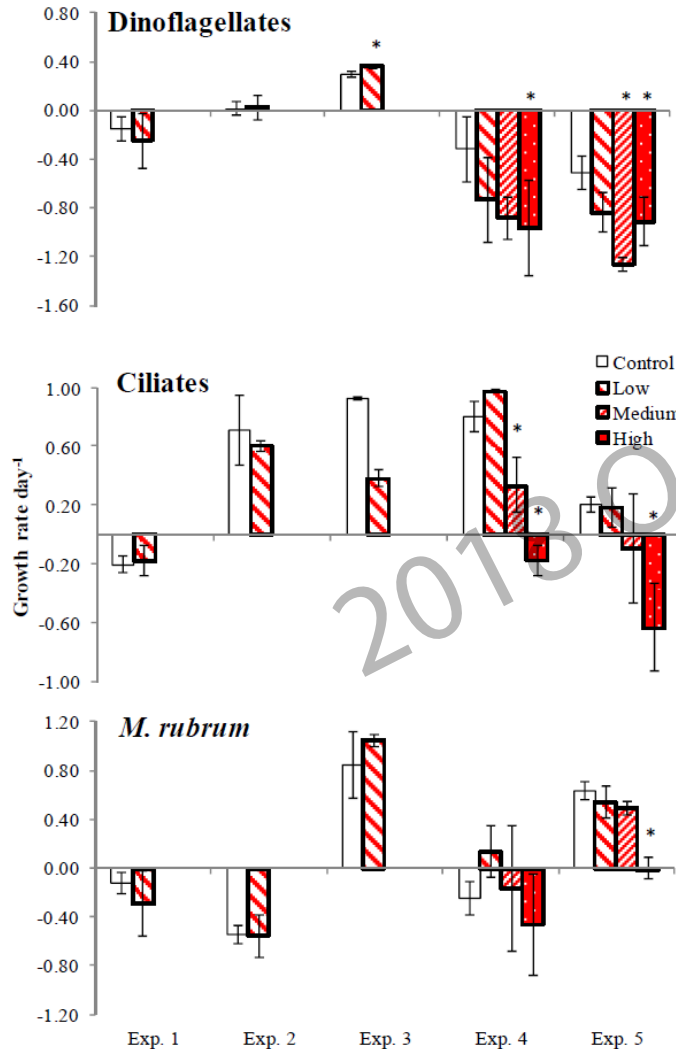 Dinoflagellates
0.80
0.40
0.00
-0.40
-0.80
-1.20
-1.60
*
*
* *
Control
Low
Medium
High
Ciliates
1.00
0.60
0.20
-0.20
-0.60
-1.00
*
*
*
Growth rate day-1
2018 O
M. rubrum
1.20
0.80
0.40
0.00
-0.40
-0.80
-1.20
*
Exp. 1 Exp. 2 Exp. 3 Exp. 4 Exp. 5